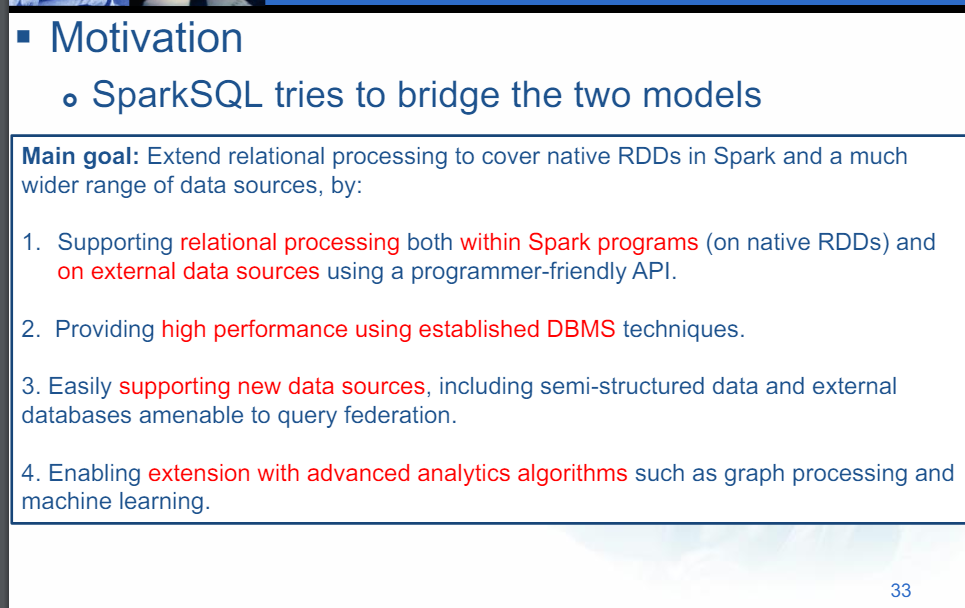 ▪ Motivation
o SparkSQL tries to bridge the two models
Main goal: Extend relational processing to cover native RDDs in Spark and a much
wider range of data sources, by:
1. Supporting relational processing both within Spark programs (on native RDDs) and
on external data sources using a programmer-friendly API.
2. Providing high performance using established DBMS techniques.
3. Easily supporting new data sources, including semi-structured data and external
databases amenable to query federation.
4. Enabling extension with advanced analytics algorithms such as graph processing and
machine learning.
33